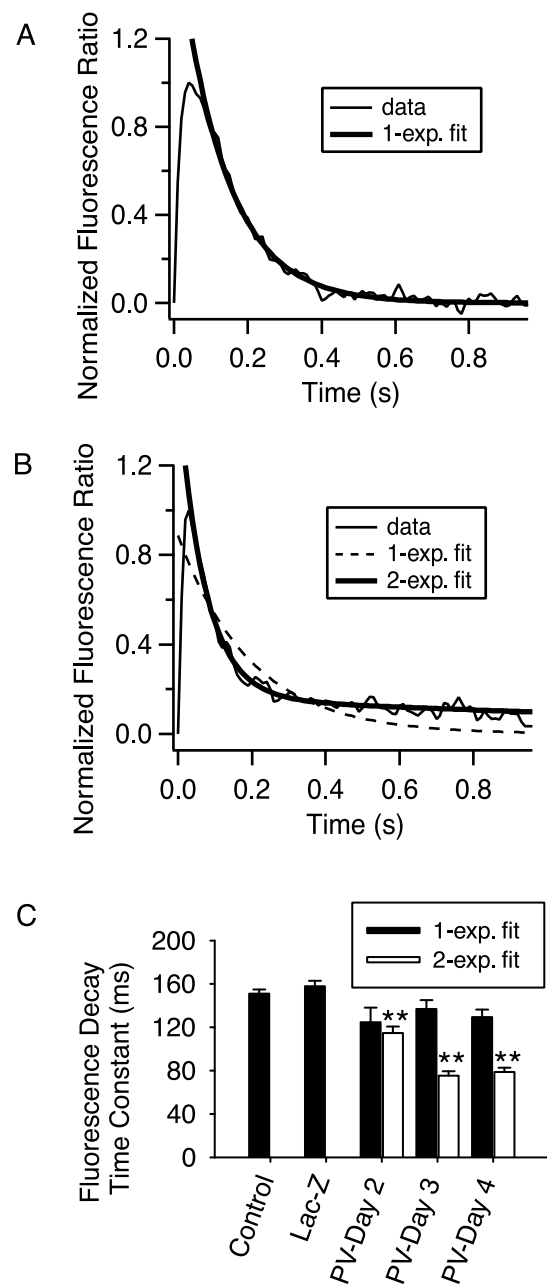 A
Normalized Fluorescence Ratio
1.2
0.8
0.4
0.0
data
1-exp. fit
0.0 0.2 0.4 0.6 0.8
Time (s)
B
Normalized Fluorescence Ratio
1.2
0.8
0.4
0.0
data
1-exp. fit
2-exp. fit
0.0 0.2 0.4 0.6 0.8
Time (s)
C
Fluorescence Decay
Time Constant (ms)
200
160
120
80
40
0
1-exp. fit
2-exp. fit
**
**
**
Control
Lac-Z
PV-Day 2
PV-Day 3
PV-Day 4